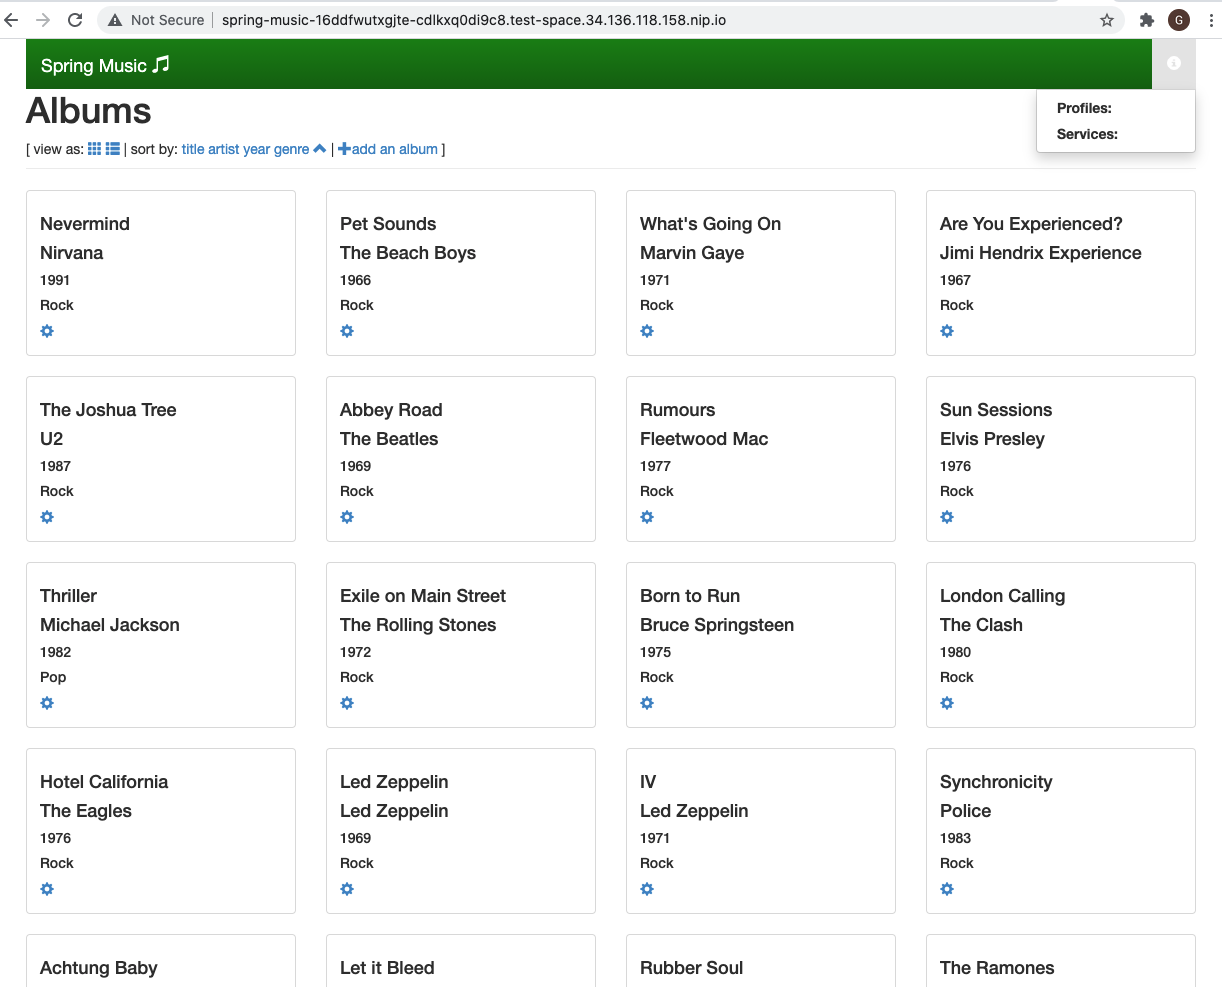 Not Secure | spring-music-16ddfwutxgjte-cdlkxq0di9c8.test-space.34.136.118.158.nip.io
G
Spring Music
Profiles:
Services:
Albums
[ view as: | sort by: title artist year genre | add an album ]
Nevermind
Nirvana
1991
Rock
Pet Sounds
The Beach Boys
1966
Rock
What's Going On
Marvin Gaye
1971
Rock
Are You Experienced?
Jimi Hendrix Experience
1967
Rock
The Joshua Tree
U2
1987
Rock
Abbey Road
The Beatles
1969
Rock
Rumours
Fleetwood Mac
1977
Rock
Sun Sessions
Elvis Presley
1976
Rock
Thriller
Michael Jackson
1982
Pop
Exile on Main Street
The Rolling Stones
1972
Rock
Born to Run
Bruce Springsteen
1975
Rock
London Calling
The Clash
1980
Rock
Hotel California
The Eagles
1976
Rock
Led Zeppelin
Led Zeppelin
1969
Rock
IV
Led Zeppelin
1971
Rock
Synchronicity
Police
1983
Rock
Achtung Baby
Let it Bleed
Rubber Soul
The Ramones